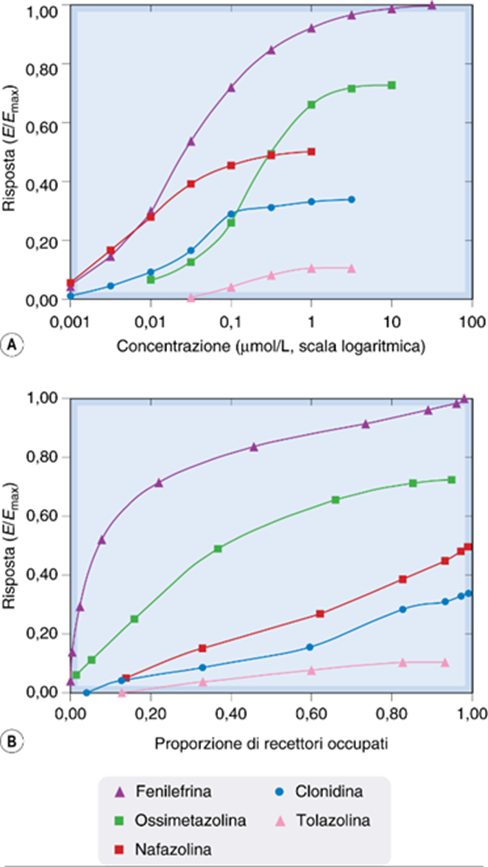 1,00
0,80
0,60
0,40
0,20
0,00
Risposta (E/Emax)
0,001 0,01 0,1 1 10 100
A
Concentrazione (µmol/L, scala logaritmica)
1,00
0,80
0,60
0,40
0,20
0,00
Risposta (E/Emax)
0,00 0,20 0,40 0,60 0,80 1,00
B
Proporzione di recettori occupati
Fenilefrina
Clonidina
Ossimetazolina
Tolazolina
Nafazolina